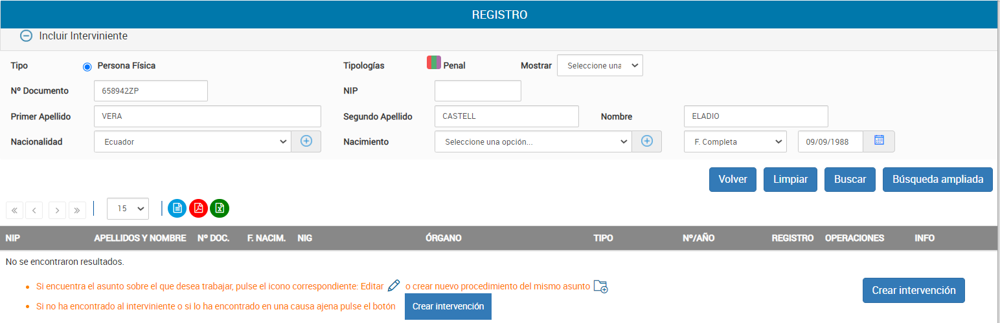 REGISTRO
Incluir Interviniente
Tipo Persona Física Tipologías Penal Mostrar Seleccione una
Nº Documento 658942ZP NIP
Primer Apellido VERA Segundo Apellido CASTELL Nombre ELADIO
Nacionalidad Ecuador Nacimiento Seleccione una opción... F. Completa 09/09/1988
Volver Limpiar Buscar Búsqueda ampliada
15
NIP APELLIDOS Y NOMBRE Nº DOC. F. NACIM. NIG ÓRGANO TIPO Nº/AÑO REGISTRO OPERACIONES INFO
No se encontraron resultados.
Si encuentra el asunto sobre el que desea trabajar, pulse el icono correspondiente: Editar o crear nuevo procedimiento del mismo asunto
Crear intervención
Si no ha encontrado al interviniente o si lo ha encontrado en una causa ajena pulse el botón Crear intervención